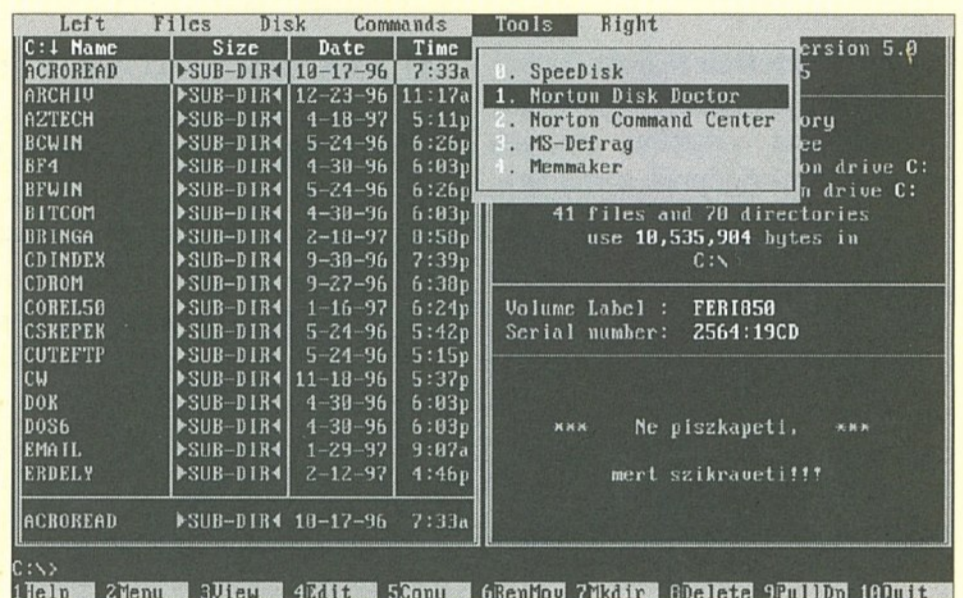 Left Files Disk Commands Tools Right
C:↓ Name Size Date Time
ACROREAD ▶SUB-DIR◀ 10-17-96 7:33a
ARCHIV ▶SUB-DIR◀ 12-23-96 11:17a
AZTECH ▶SUB-DIR◀ 4-18-97 5:11p
BCWIN ▶SUB-DIR◀ 5-24-96 6:26p
BF4 ▶SUB-DIR◀ 4-30-96 6:03p
BFWIN ▶SUB-DIR◀ 5-24-96 6:26p
BITCOM ▶SUB-DIR◀ 4-30-96 6:03p
BRINGA ▶SUB-DIR◀ 2-18-97 8:58p
CDINDEX ▶SUB-DIR◀ 9-30-96 7:39p
CDROM ▶SUB-DIR◀ 9-27-96 6:38p
COREL50 ▶SUB-DIR◀ 1-16-97 6:24p
CSKEPEK ▶SUB-DIR◀ 5-24-96 5:42p
CUTEFTP ▶SUB-DIR◀ 5-24-96 5:15p
CW ▶SUB-DIR◀ 11-18-96 5:37p
DOK ▶SUB-DIR◀ 4-30-96 6:03p
DOS6 ▶SUB-DIR◀ 4-30-96 6:03p
EMAIL ▶SUB-DIR◀ 1-29-97 9:07a
ERDELY ▶SUB-DIR◀ 2-12-97 4:46p
ACROREAD ▶SUB-DIR◀ 10-17-96 7:33a
0. SpeeDisk
1. Norton Disk Doctor
2. Norton Command Center
3. MS-Defrag
4. Memmaker
ersion 5.0
5
ory
ee
on drive C:
n drive C:
41 files and 70 directories
use 10,535,904 bytes in
C:\
Volume Label : FERI850
Serial number: 2564:19CD
*** Ne piszkapeti, ***
mert szikraveti!!!
C:\>
1Help 2Menu 3View 4Edit 5Copy 6RenMov 7Mkdir 8Delete 9PullDn 10Quit